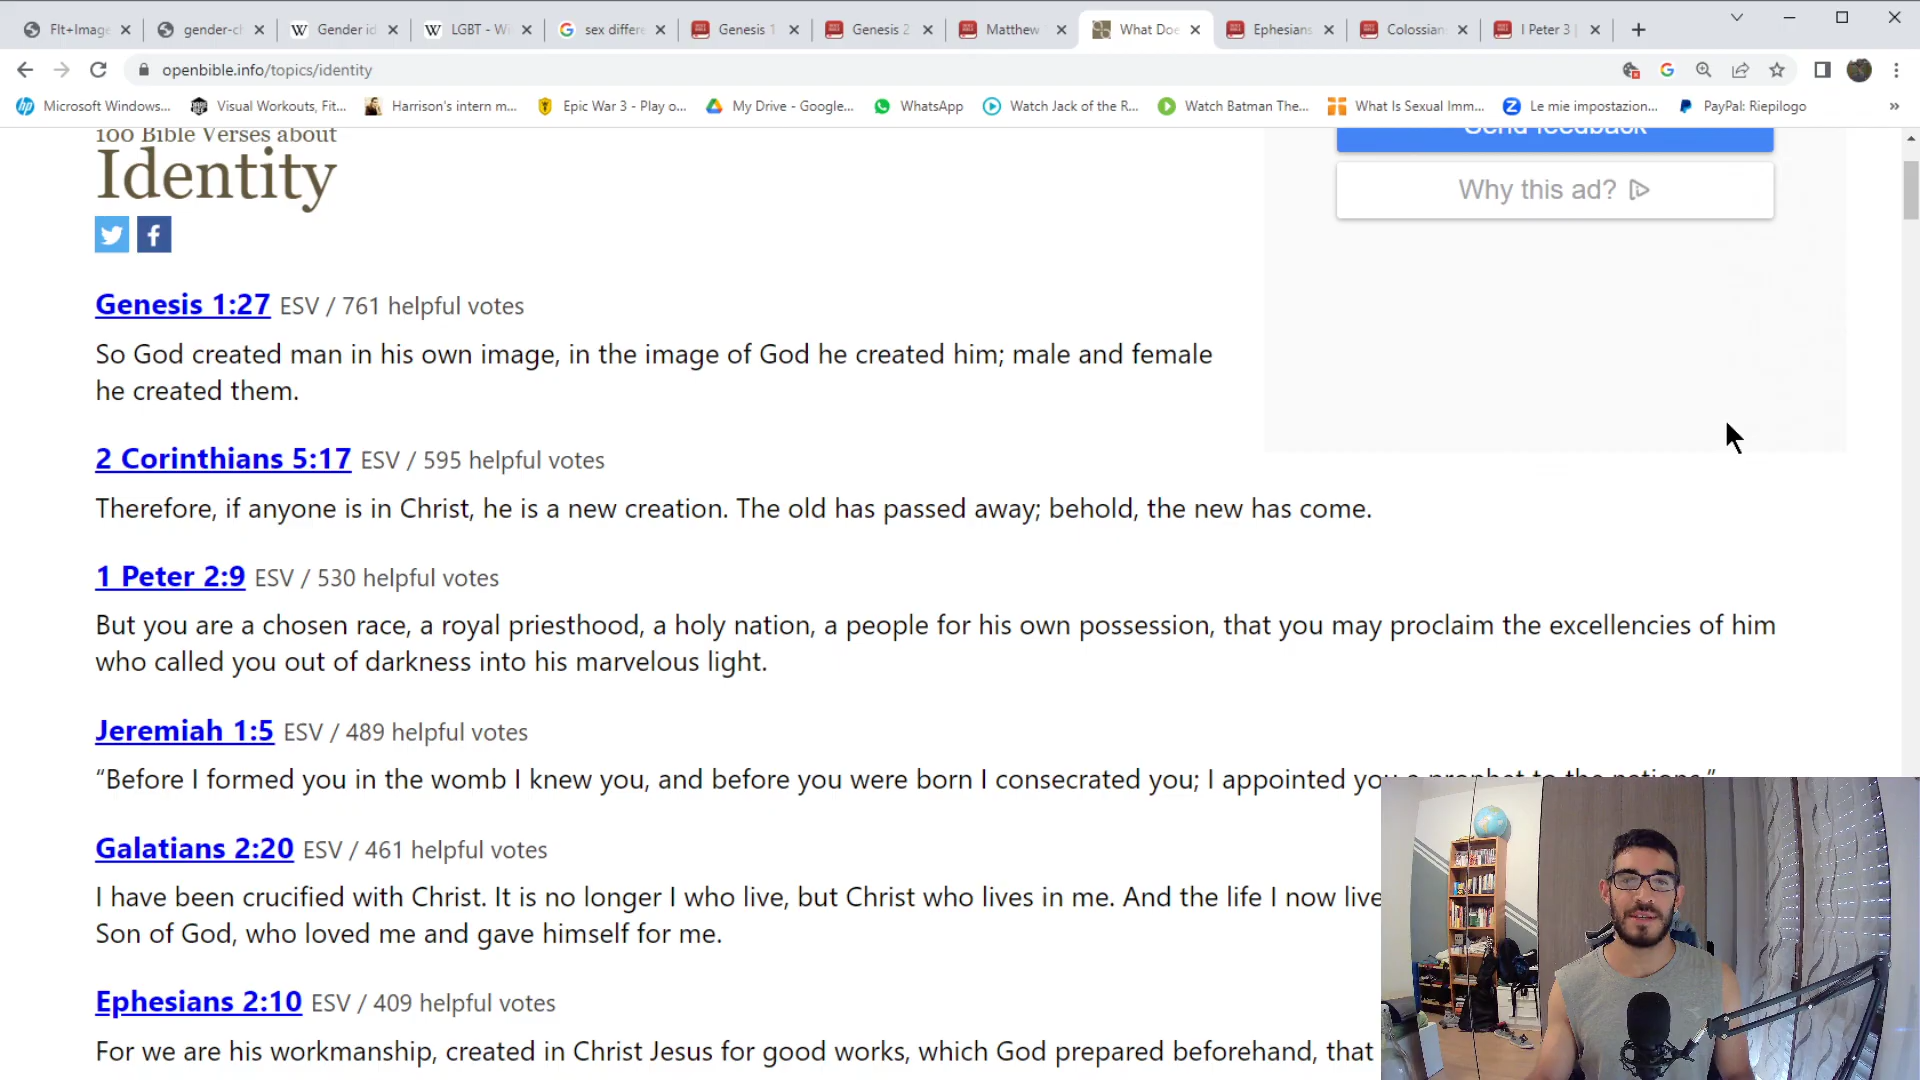 Flt+Image
gender-ch
Gender id
LGBT - Wi
sex differe
Genesis 1
Genesis 2
Matthew
What Doe
Ephesians
Colossian
I Peter 3 |
openbible.info/topics/identity
Microsoft Windows...
Visual Workouts, Fit...
Harrison's intern m...
Epic War 3 - Play o...
My Drive - Google...
WhatsApp
Watch Jack of the R...
Watch Batman The...
What Is Sexual Imm...
Le mie impostazion...
PayPal: Riepilogo
»
100 Bible Verses about
Identity
Send feedback
Why this ad?
Genesis 1:27 ESV / 761 helpful votes
So God created man in his own image, in the image of God he created him; male and female
he created them.
2 Corinthians 5:17 ESV / 595 helpful votes
Therefore, if anyone is in Christ, he is a new creation. The old has passed away; behold, the new has come.
1 Peter 2:9 ESV / 530 helpful votes
But you are a chosen race, a royal priesthood, a holy nation, a people for his own possession, that you may proclaim the excellencies of him
who called you out of darkness into his marvelous light.
Jeremiah 1:5 ESV / 489 helpful votes
“Before I formed you in the womb I knew you, and before you were born I consecrated you; I appointed you a prophet to the nations.”
Galatians 2:20 ESV / 461 helpful votes
I have been crucified with Christ. It is no longer I who live, but Christ who lives in me. And the life I now live
Son of God, who loved me and gave himself for me.
Ephesians 2:10 ESV / 409 helpful votes
For we are his workmanship, created in Christ Jesus for good works, which God prepared beforehand, that